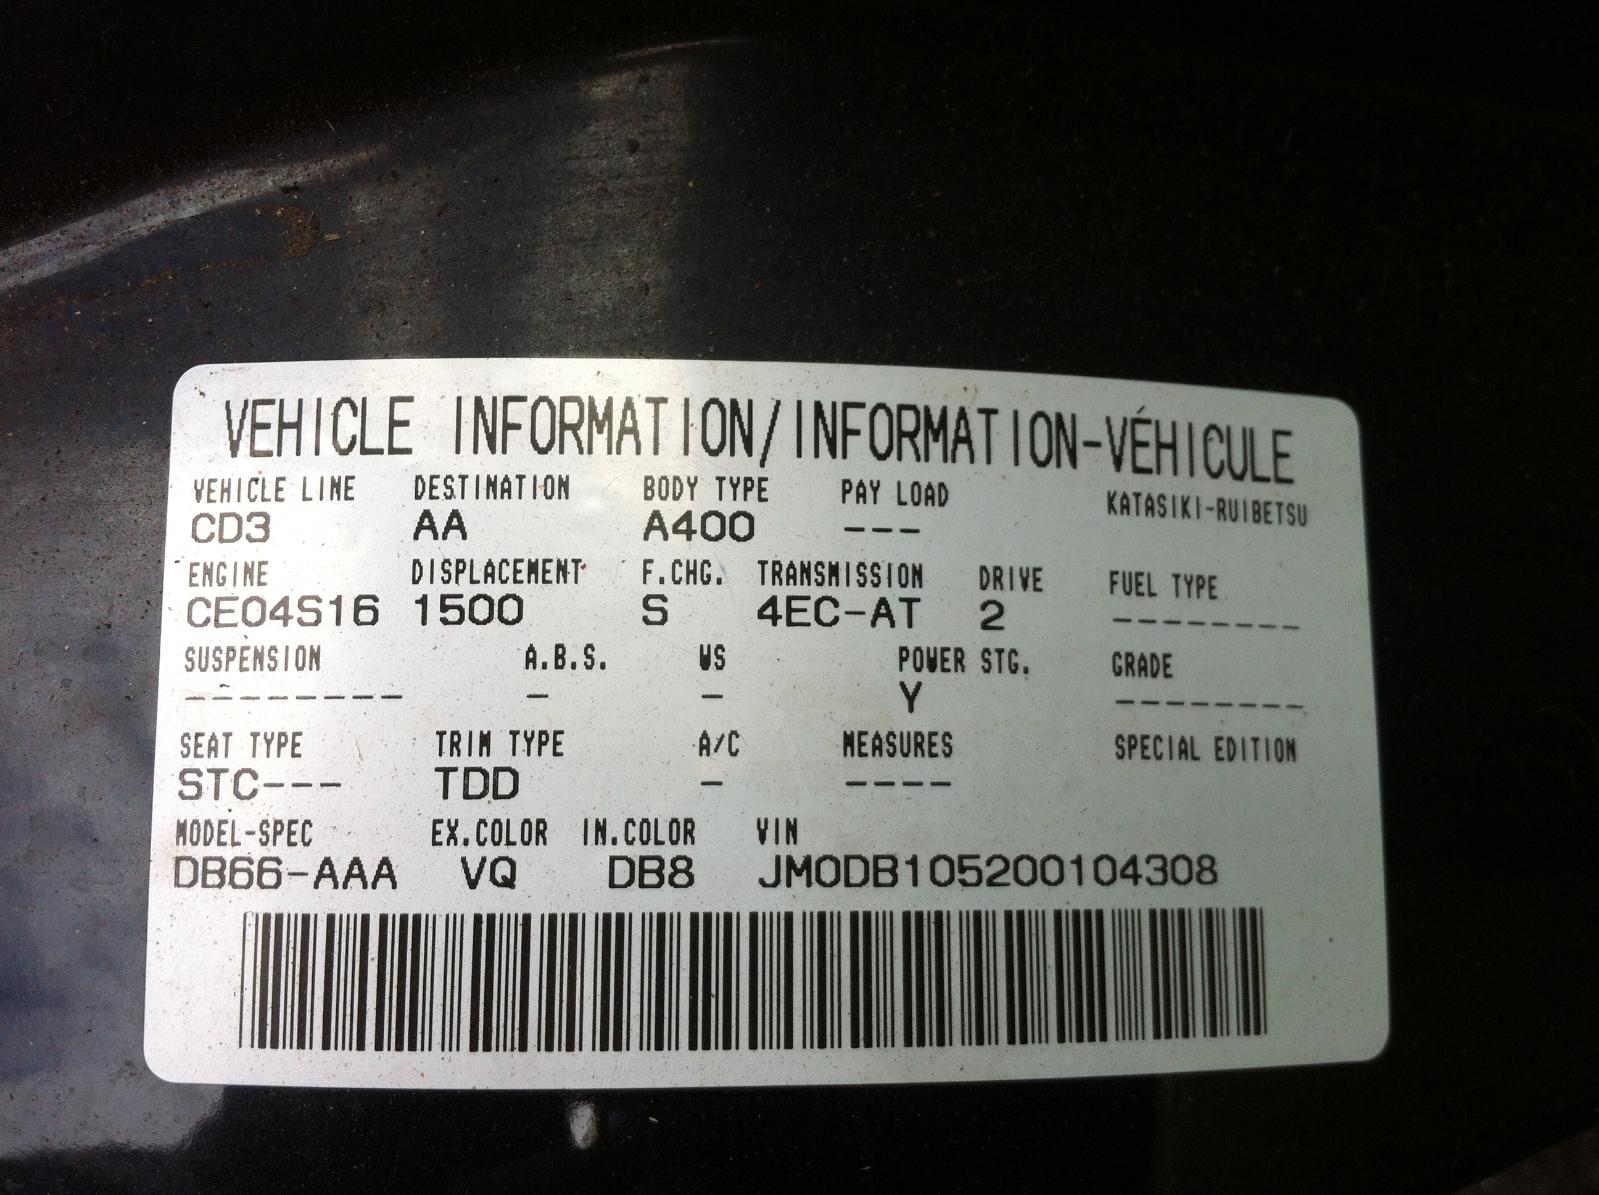 VEHICLE INFORMATION/INFORMATION-VÉHICULE
VEHICLE LINE DESTINATION BODY TYPE PAY LOAD KATASIKI-RUIBETSU
CD3 AA A400 ---
ENGINE DISPLACEMENT F.CHG. TRANSMISSION DRIVE FUEL TYPE
CE04S16 1500 S 4EC-AT 2 --------
SUSPENSION A.B.S. WS POWER STG. GRADE
-------- - - Y --------
SEAT TYPE TRIM TYPE A/C MEASURES SPECIAL EDITION
STC--- TDD - ----
MODEL-SPEC EX.COLOR IN.COLOR VIN
DB66-AAA VQ DB8 JM0DB105200104308